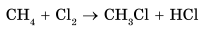 CH₄ + Cl₂ → CH₃Cl + HCl